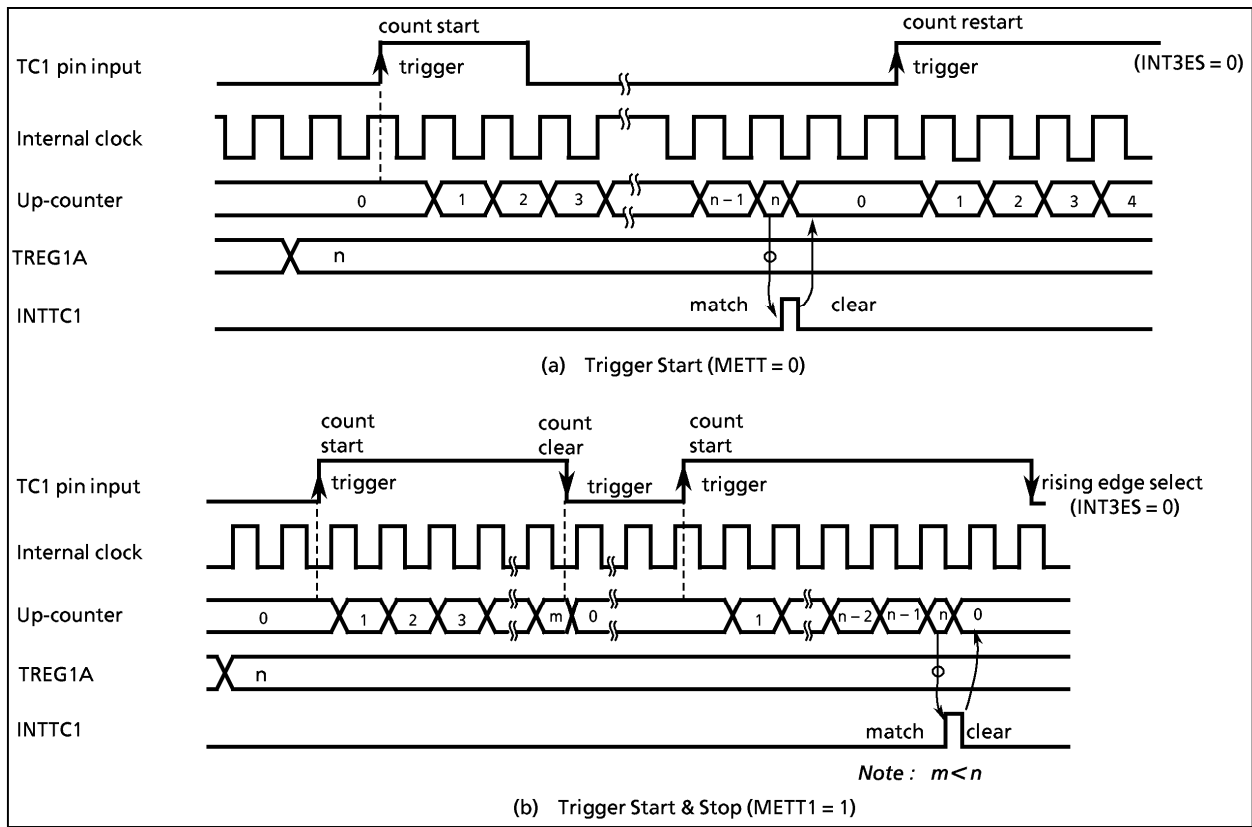 count start
count restart
TC1 pin input
trigger
trigger
(INT3ES = 0)
Internal clock
Up-counter
0
1
2
3
n – 1
n
0
1
2
3
4
TREG1A
n
match
clear
INTTC1
(a) Trigger Start (METT = 0)
count
start
count
clear
count
start
TC1 pin input
trigger
trigger
trigger
rising edge select
(INT3ES = 0)
Internal clock
Up-counter
0
1
2
3
m
0
1
n – 2
n – 1
n
0
TREG1A
n
INTTC1
match
clear
Note : m < n
(b) Trigger Start & Stop (METT1 = 1)